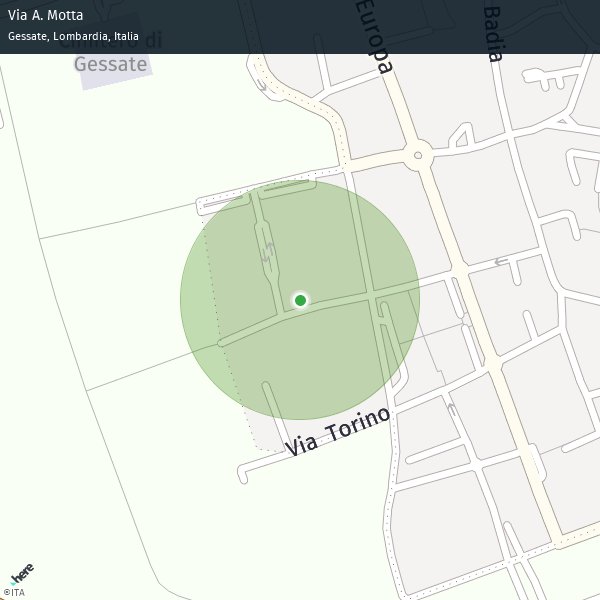 Via A. Motta
Gessate, Lombardia, Italia
Cimitero di
Gessate
Europa
Badia
Via Torino
here
©ITA